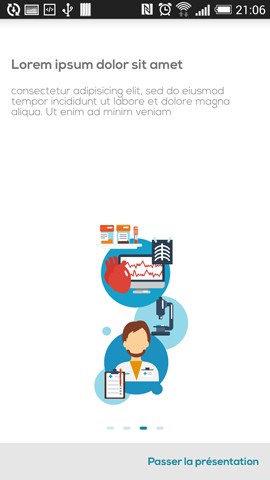 21:06
Lorem ipsum dolor sit amet
consectetur adipisicing elit, sed do eiusmod
tempor incididunt ut labore et dolore magna
aliqua. Ut enim ad minim veniam
Passer la présentation